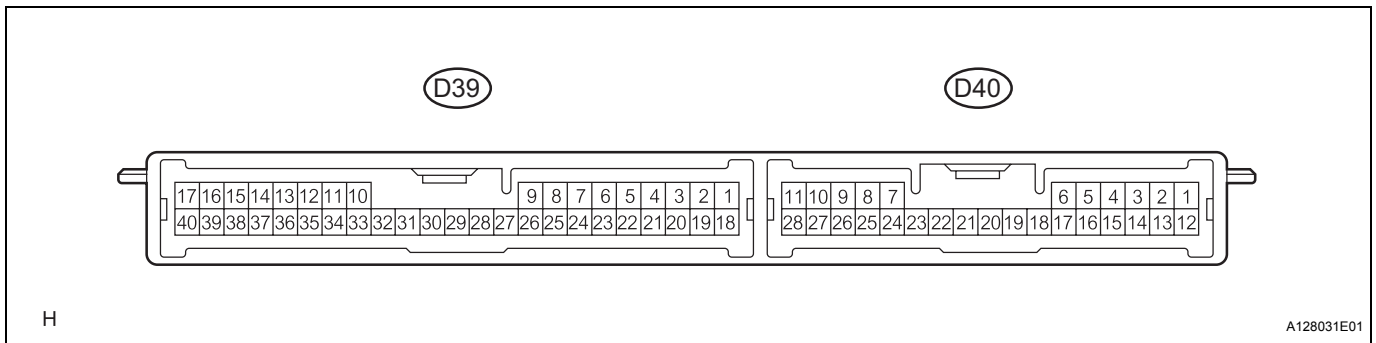 D39 D40
17 16 15 14 13 12 11 10 9 8 7 6 5 4 3 2 1 11 10 9 8 7 6 5 4 3 2 1
40 39 38 37 36 35 34 33 32 31 30 29 28 27 26 25 24 23 22 21 20 19 18 28 27 26 25 24 23 22 21 20 19 18 17 16 15 14 13 12
H A128031E01